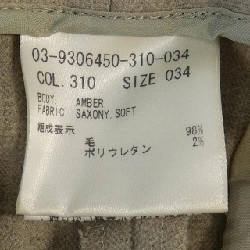 03-9306450-310-034
COL. 310 SIZE 034
BODY AMBER
FABRIC SAXONY. SOFT
組成表示
98%
毛
2%
ポリウレタン